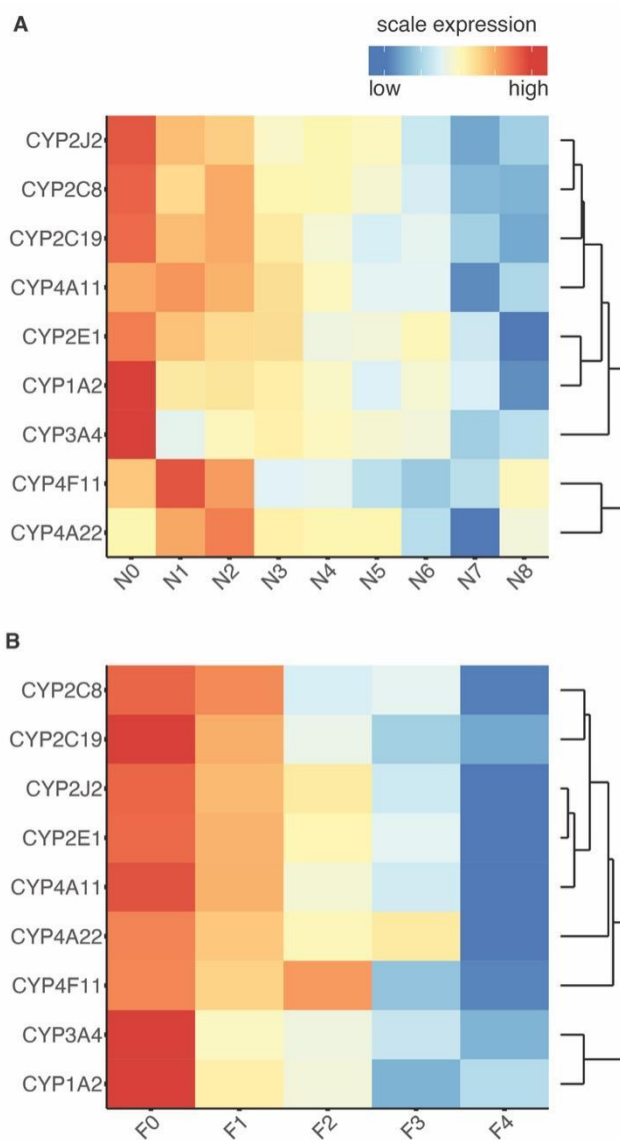 A
scale expression
low high
CYP2J2
CYP2C8
CYP2C19
CYP4A11
CYP2E1
CYP1A2
CYP3A4
CYP4F11
CYP4A22
N0 N1 N2 N3 N4 N5 N6 N7 N8
B
CYP2C8
CYP2C19
CYP2J2
CYP2E1
CYP4A11
CYP4A22
CYP4F11
CYP3A4
CYP1A2
F0 F1 F2 F3 F4